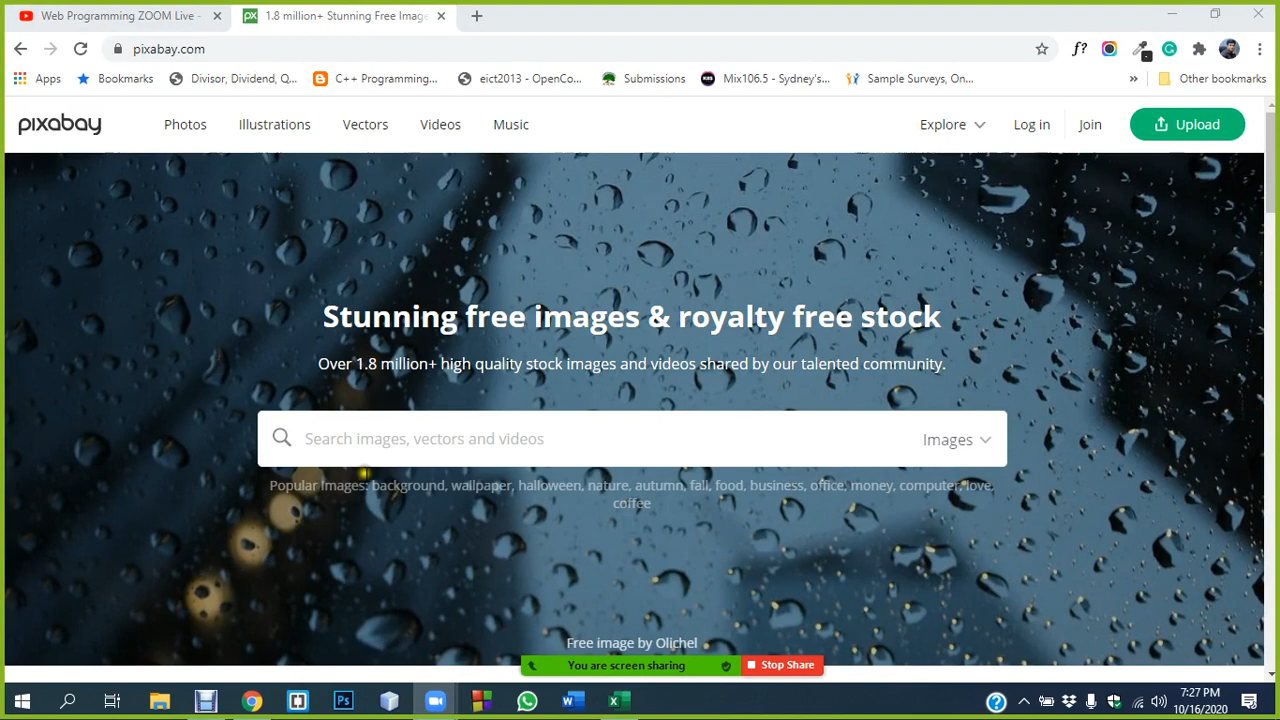 Web Programming ZOOM Live -
px 1.8 million+ Stunning Free Image
pixabay.com
f?
Apps Bookmarks Divisor, Dividend, Q... C++ Programming... eict2013 - OpenCo... Submissions KIIS Mix106.5 - Sydney's... Sample Surveys, On... » Other bookmarks
pixabay Photos Illustrations Vectors Videos Music Explore Log in Join Upload
Stunning free images & royalty free stock
Over 1.8 million+ high quality stock images and videos shared by our talented community.
Search images, vectors and videos Images
Popular Images: background, wallpaper, halloween, nature, autumn, fall, food, business, office, money, computer, love,
coffee
Free image by Olichel
You are screen sharing Stop Share
Ps
7:27 PM
10/16/2020